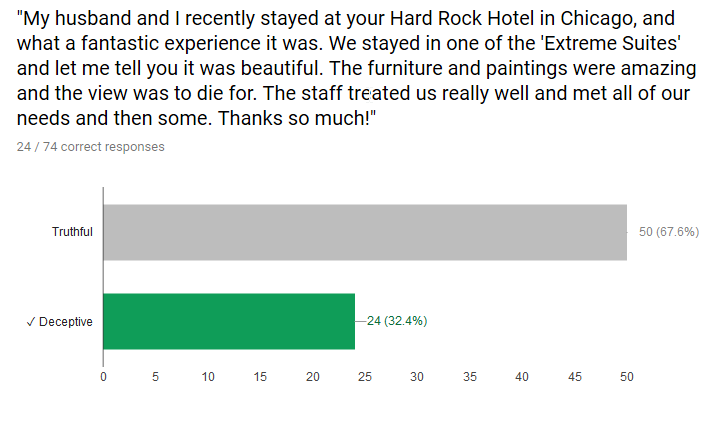 "My husband and I recently stayed at your Hard Rock Hotel in Chicago, and
what a fantastic experience it was. We stayed in one of the 'Extreme Suites'
and let me tell you it was beautiful. The furniture and paintings were amazing
and the view was to die for. The staff treated us really well and met all of our
needs and then some. Thanks so much!"
24 / 74 correct responses
Truthful
50 (67.6%)
✓ Deceptive
24 (32.4%)
0 5 10 15 20 25 30 35 40 45 50